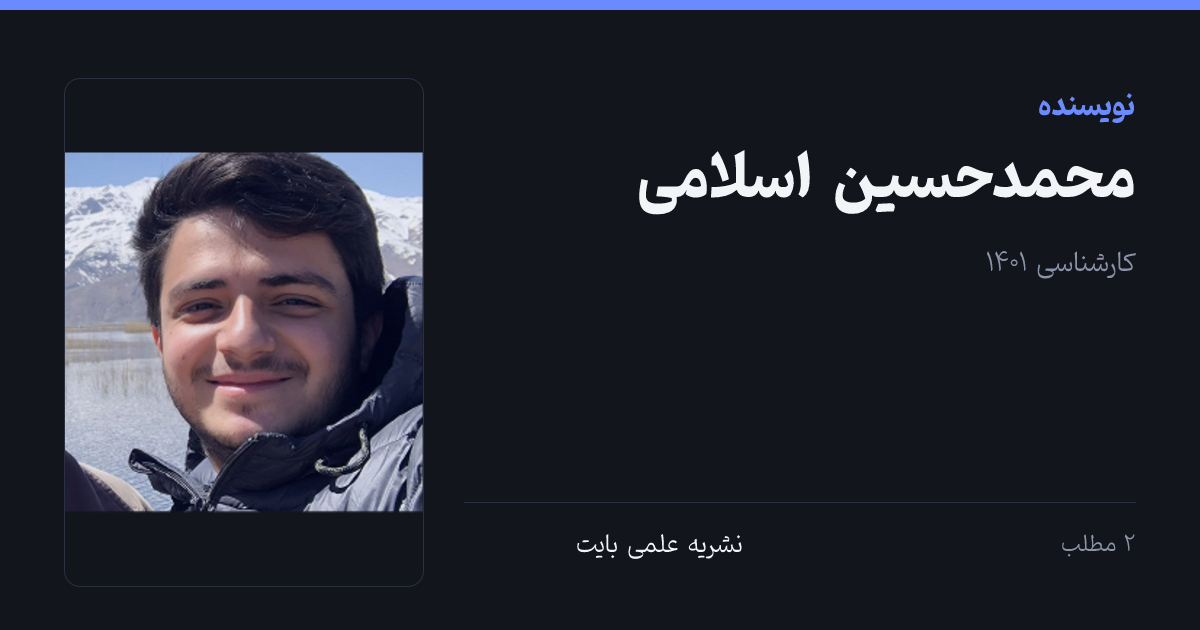 نویسنده
محمدحسین اسلامی
کارشناسی ۱۴۰۱
۲ مطلب
نشریه علمی بایت